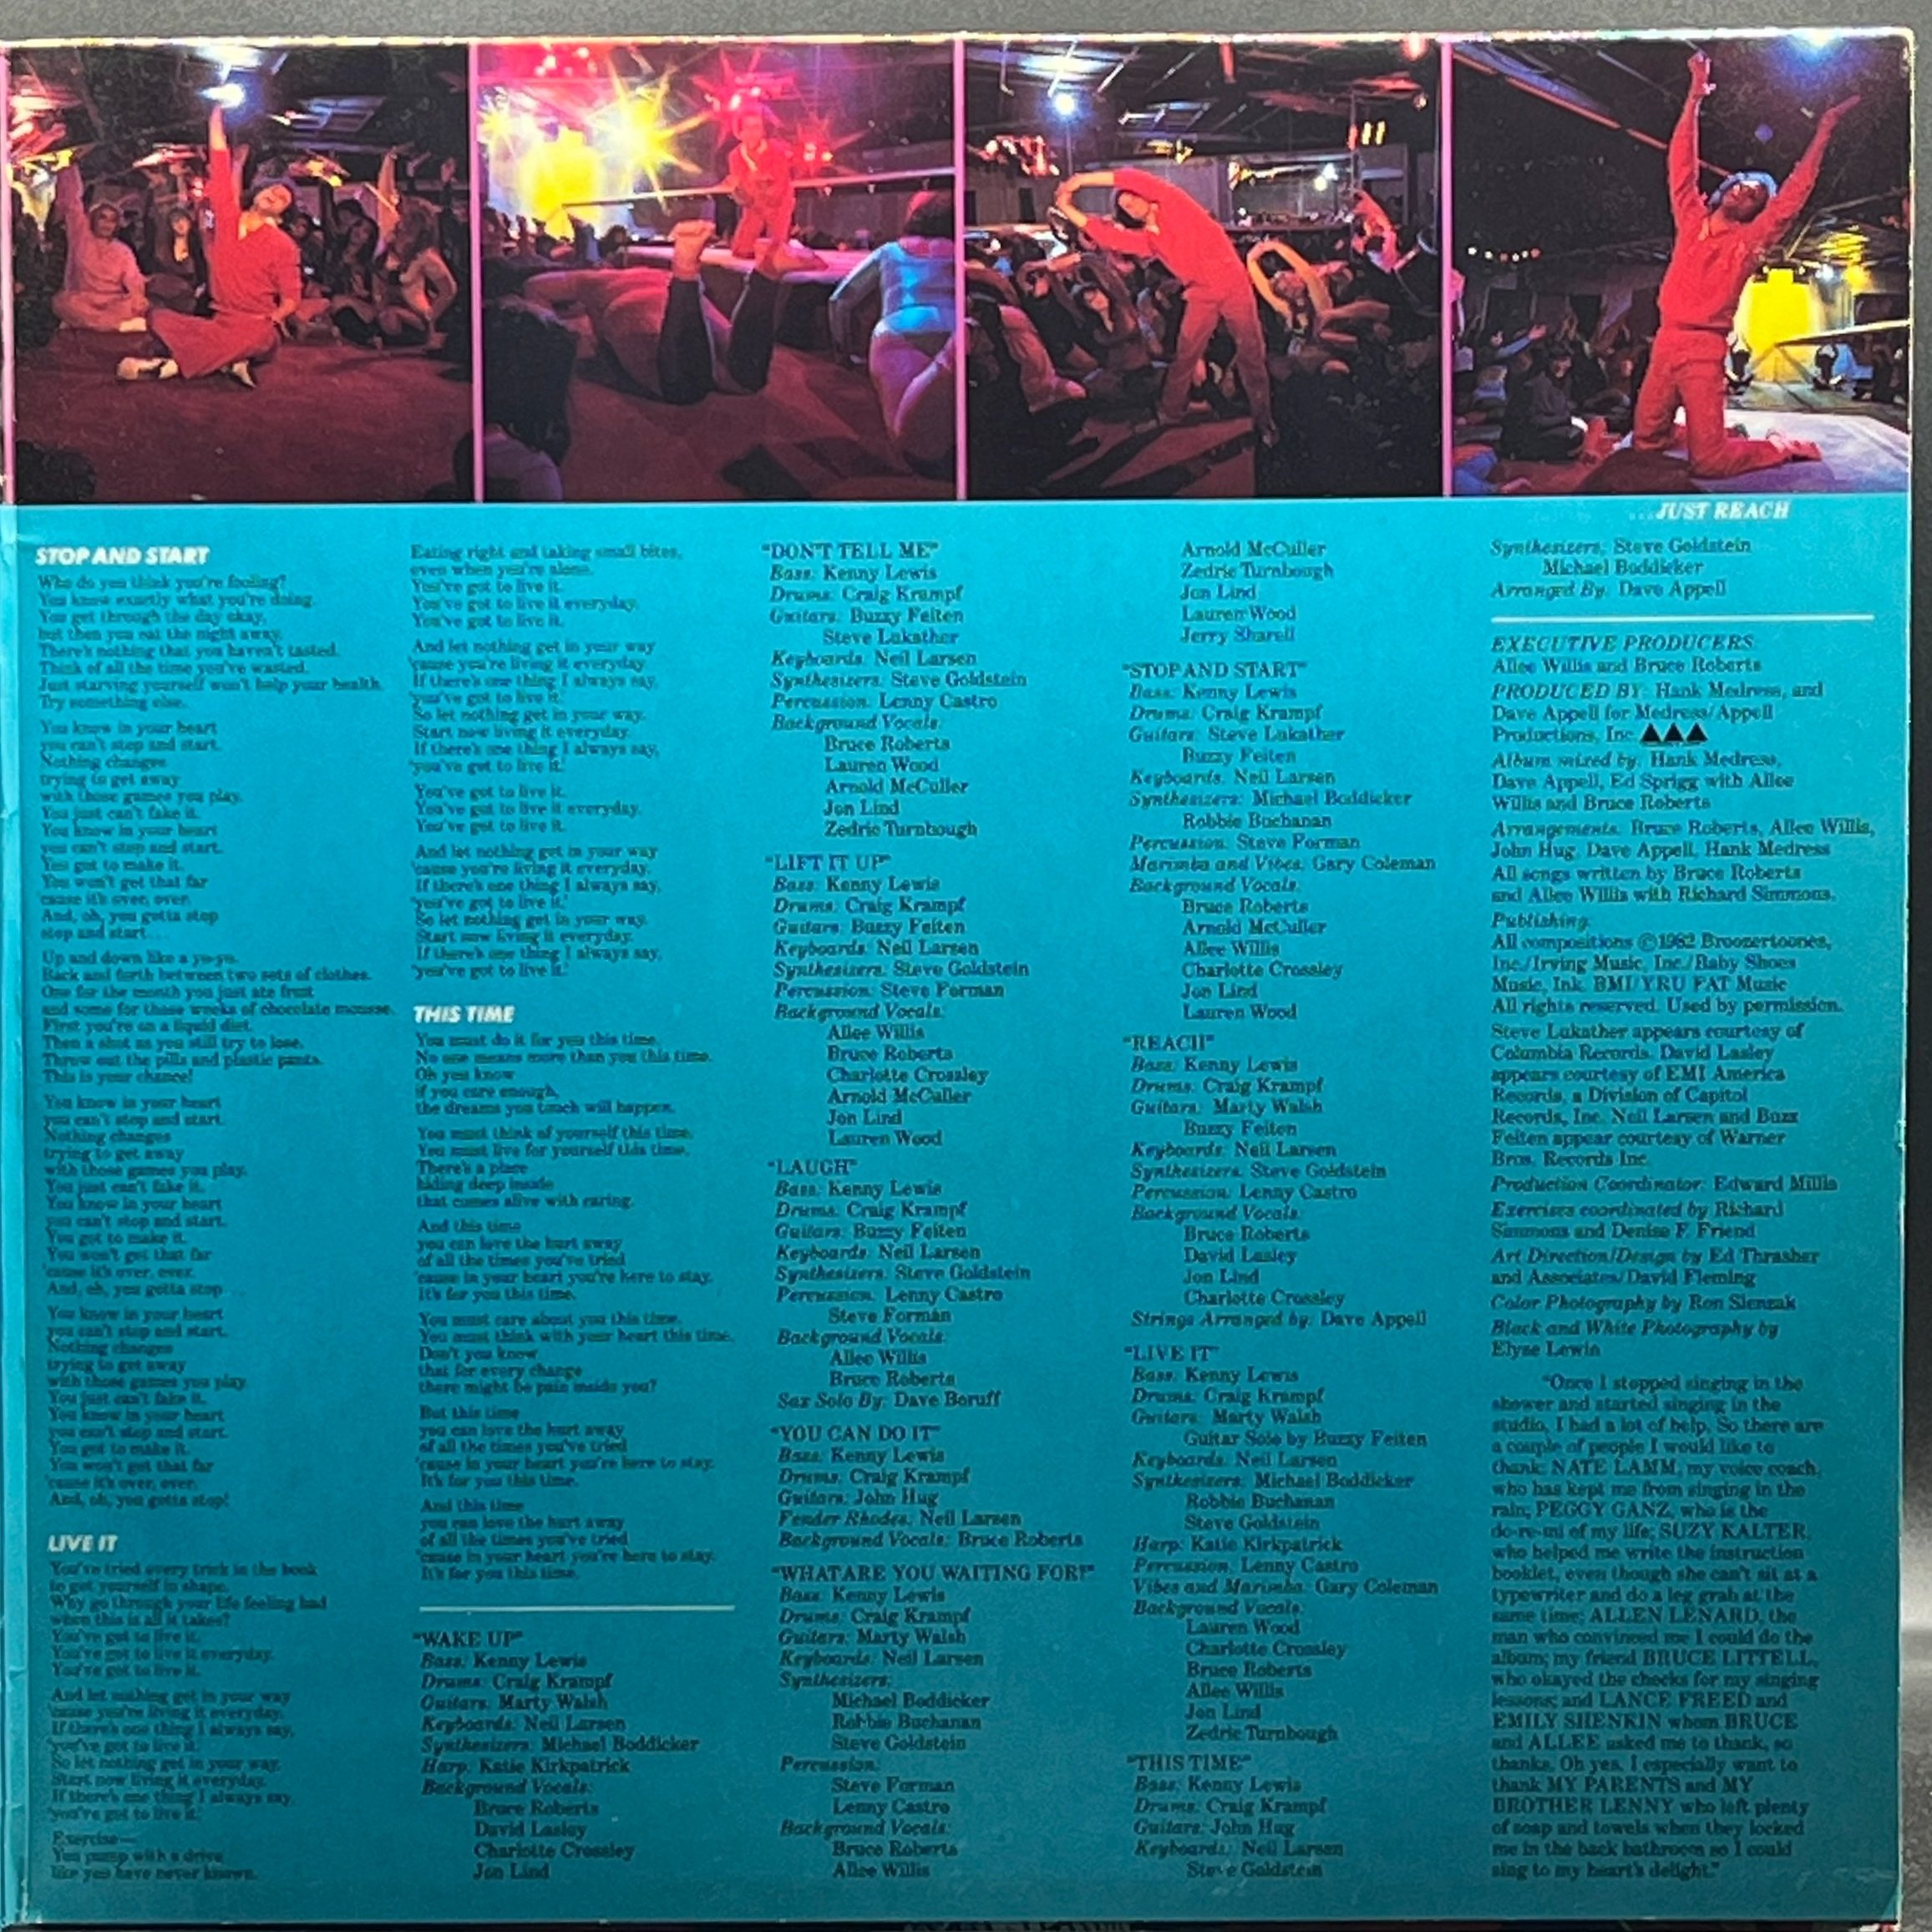 ...JUST REACH
STOP AND START
Who do you think you're fooling?
You know exactly what you're doing.
You get through the day okay,
but then you eat the night away.
There's nothing that you haven't tasted.
Think of all the time you've wasted.
Just starving yourself won't help your health.
Try something else.
You know in your heart
you can't stop and start.
Nothing changes
trying to get away
with those games you play.
You just can't fake it.
You know in your heart
you can't stop and start.
You got to make it.
You won't get that far
'cause it's over, over.
And, oh, you gotta stop
stop and start...
Up and down like a yo-yo.
Back and forth between two sets of clothes.
One for the month you just ate fruit
and some for those weeks of chocolate mousse.
First you're on a liquid diet.
Then a shot as you still try to lose.
Throw out the pills and plastic pants.
This is your chance!
You know in your heart
you can't stop and start.
Nothing changes
trying to get away
with those games you play.
You just can't fake it.
You know in your heart
you can't stop and start.
You got to make it.
You won't get that far
'cause it's over, over.
And, oh, you gotta stop...
You know in your heart
you can't stop and start.
Nothing changes
trying to get away
with those games you play.
You just can't fake it.
You know in your heart
you can't stop and start.
You got to make it.
You won't get that far
'cause it's over, over.
And, oh, you gotta stop!
LIVE IT
You've tried every trick in the book
to get yourself in shape.
Why go through your life feeling bad
when this is all it takes?
You've got to live it.
You've got to live it everyday.
You've got to live it.
And let nothing get in your way
'cause you're living it everyday.
If there's one thing I always say,
'you've got to live it.'
So let nothing get in your way.
Start now living it everyday.
If there's one thing I always say,
'you've got to live it.'
Exercise—
You pump with a drive
like you have never known.
Eating right and taking small bites,
even when you're alone.
You've got to live it.
You've got to live it everyday.
You've got to live it.
And let nothing get in your way
'cause you're living it everyday.
If there's one thing I always say,
'you've got to live it.'
So let nothing get in your way.
Start now living it everyday.
If there's one thing I always say,
'you've got to live it.'
You've got to live it.
You've got to live it everyday.
You've got to live it.
And let nothing get in your way
'cause you're living it everyday.
If there's one thing I always say,
'you've got to live it.'
So let nothing get in your way.
Start now living it everyday.
If there's one thing I always say,
'you've got to live it.'
THIS TIME
You must do it for you this time.
No one means more than you this time.
Oh you know
if you care enough,
the dreams you touch will happen.
You must think of yourself this time.
You must live for yourself this time.
There's a place
hiding deep inside
that comes alive with caring.
And this time
you can love the hurt away
of all the times you've tried
'cause in your heart you're here to stay.
It's for you this time.
You must care about you this time.
You must think with your heart this time.
Don't you know
that for every change
there might be pain inside you?
But this time
you can love the hurt away
of all the times you've tried
'cause in your heart you're here to stay.
It's for you this time.
And this time
you can love the hurt away
of all the times you've tried
'cause in your heart you're here to stay.
It's for you this time.
"WAKE UP"
Bass: Kenny Lewis
Drums: Craig Krampf
Guitars: Marty Walsh
Keyboards: Neil Larsen
Synthesizers: Michael Boddicker
Harp: Katie Kirkpatrick
Background Vocals:
Bruce Roberts
David Lasley
Charlotte Crossley
Jon Lind
"DON'T TELL ME"
Bass: Kenny Lewis
Drums: Craig Krampf
Guitars: Buzzy Feiten
Steve Lukather
Keyboards: Neil Larsen
Synthesizers: Steve Goldstein
Percussion: Lenny Castro
Background Vocals:
Bruce Roberts
Lauren Wood
Arnold McCuller
Jon Lind
Zedric Turnbough
"LIFT IT UP"
Bass: Kenny Lewis
Drums: Craig Krampf
Guitars: Buzzy Feiten
Keyboards: Neil Larsen
Synthesizers: Steve Goldstein
Percussion: Steve Forman
Background Vocals:
Allee Willis
Bruce Roberts
Charlotte Crossley
Arnold McCuller
Jon Lind
Lauren Wood
"LAUGH"
Bass: Kenny Lewis
Drums: Craig Krampf
Guitars: Buzzy Feiten
Keyboards: Neil Larsen
Synthesizers: Steve Goldstein
Percussion: Lenny Castro
Steve Forman
Background Vocals:
Allee Willis
Bruce Roberts
Sax Solo By: Dave Boruff
"YOU CAN DO IT"
Bass: Kenny Lewis
Drums: Craig Krampf
Guitars: John Hug
Fender Rhodes: Neil Larsen
Background Vocals: Bruce Roberts
"WHAT ARE YOU WAITING FOR?"
Bass: Kenny Lewis
Drums: Craig Krampf
Guitars: Marty Walsh
Keyboards: Neil Larsen
Synthesizers:
Michael Boddicker
Robbie Buchanan
Steve Goldstein
Percussion:
Steve Forman
Lenny Castro
Background Vocals:
Bruce Roberts
Allee Willis
Arnold McCuller
Zedric Turnbough
Jon Lind
Lauren Wood
Jerry Sharell
"STOP AND START"
Bass: Kenny Lewis
Drums: Craig Krampf
Guitars: Steve Lukather
Buzzy Feiten
Keyboards: Neil Larsen
Synthesizers: Michael Boddicker
Robbie Buchanan
Percussion: Steve Forman
Marimba and Vibes: Gary Coleman
Background Vocals:
Bruce Roberts
Arnold McCuller
Allee Willis
Charlotte Crossley
Jon Lind
Lauren Wood
"REACH"
Bass: Kenny Lewis
Drums: Craig Krampf
Guitars: Marty Walsh
Buzzy Feiten
Keyboards: Neil Larsen
Synthesizers: Steve Goldstein
Percussion: Lenny Castro
Background Vocals:
Bruce Roberts
David Lasley
Jon Lind
Charlotte Crossley
Strings Arranged by: Dave Appell
"LIVE IT"
Bass: Kenny Lewis
Drums: Craig Krampf
Guitars: Marty Walsh
Guitar Solo by Buzzy Feiten
Keyboards: Neil Larsen
Synthesizers: Michael Boddicker
Robbie Buchanan
Steve Goldstein
Harp: Katie Kirkpatrick
Percussion: Lenny Castro
Vibes and Marimba: Gary Coleman
Background Vocals:
Lauren Wood
Charlotte Crossley
Bruce Roberts
Allee Willis
Jon Lind
Zedric Turnbough
"THIS TIME"
Bass: Kenny Lewis
Drums: Craig Krampf
Guitars: John Hug
Keyboards: Neil Larsen
Steve Goldstein
Synthesizers: Steve Goldstein
Michael Boddicker
Arranged By: Dave Appell
EXECUTIVE PRODUCERS:
Allee Willis and Bruce Roberts
PRODUCED BY: Hank Medress, and
Dave Appell for Medress/Appell
Productions, Inc.
Album mixed by: Hank Medress,
Dave Appell, Ed Sprigg with Allee
Willis and Bruce Roberts
Arrangements: Bruce Roberts, Allee Willis,
John Hug, Dave Appell, Hank Medress
All songs written by Bruce Roberts
and Allee Willis with Richard Simmons.
Publishing:
All compositions ©1982 Broozertoones,
Inc./Irving Music, Inc./Baby Shoes
Music, Ink. BMI/YRU FAT Music
All rights reserved. Used by permission.
Steve Lukather appears courtesy of
Columbia Records. David Lasley
appears courtesy of EMI America
Records, a Division of Capitol
Records, Inc. Neil Larsen and Buzz
Feiten appear courtesy of Warner
Bros. Records Inc.
Production Coordinator: Edward Millis
Exercises coordinated by Richard
Simmons and Denise F. Friend
Art Direction/Design by Ed Thrasher
and Associates/David Fleming
Color Photography by Ron Slenzak
Black and White Photography by
Elyse Lewin
"Once I stopped singing in the
shower and started singing in the
studio, I had a lot of help. So there are
a couple of people I would like to
thank: NATE LAMM, my voice coach,
who has kept me from singing in the
rain; PEGGY GANZ, who is the
do-re-mi of my life; SUZY KALTER,
who helped me write the instruction
booklet, even though she can't sit at a
typewriter and do a leg grab at the
same time; ALLEN LENARD, the
man who convinced me I could do the
album; my friend BRUCE LITTELL,
who okayed the checks for my singing
lessons; and LANCE FREED and
EMILY SHENKIN whom BRUCE
and ALLEE asked me to thank, so
thanks. Oh yes, I especially want to
thank MY PARENTS and MY
BROTHER LENNY who left plenty
of soap and towels when they locked
me in the back bathroom so I could
sing to my heart's delight."